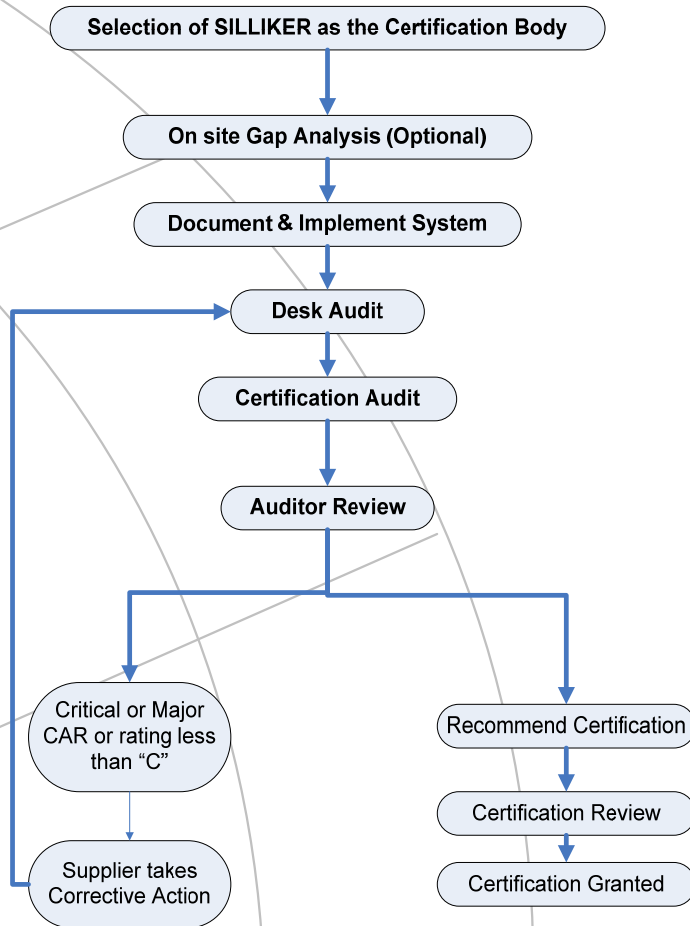 Selection of SILLIKER as the Certification Body
On site Gap Analysis (Optional)
Document & Implement System
Desk Audit
Certification Audit
Auditor Review
Critical or Major
CAR or rating less
than “C”
Supplier takes
Corrective Action
Recommend Certification
Certification Review
Certification Granted